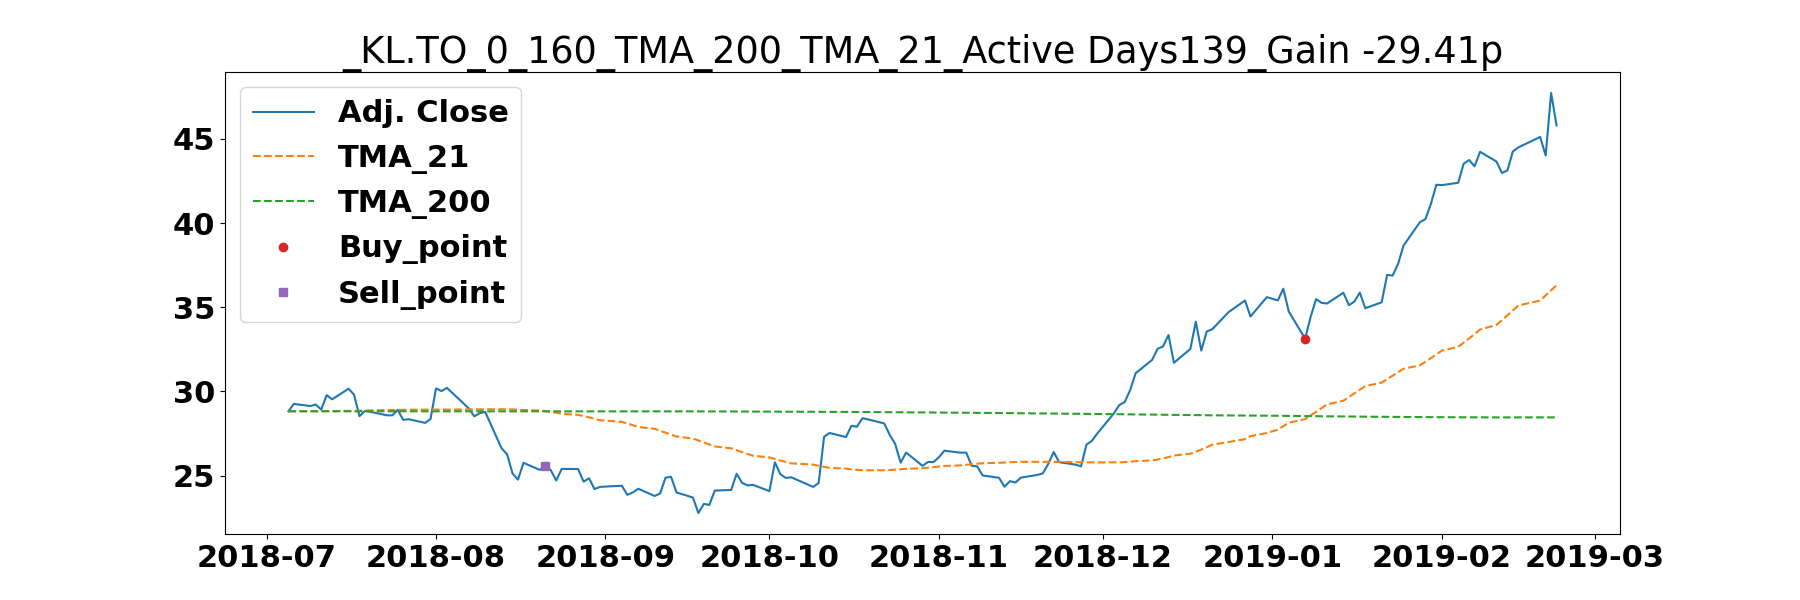 _KL.TO_0_160_TMA_200_TMA_21_Active Days139_Gain -29.41p
Adj. Close
TMA_21
TMA_200
Buy_point
Sell_point
45
40
35
30
25
2018-07 2018-08 2018-09 2018-10 2018-11 2018-12 2019-01 2019-02 2019-03